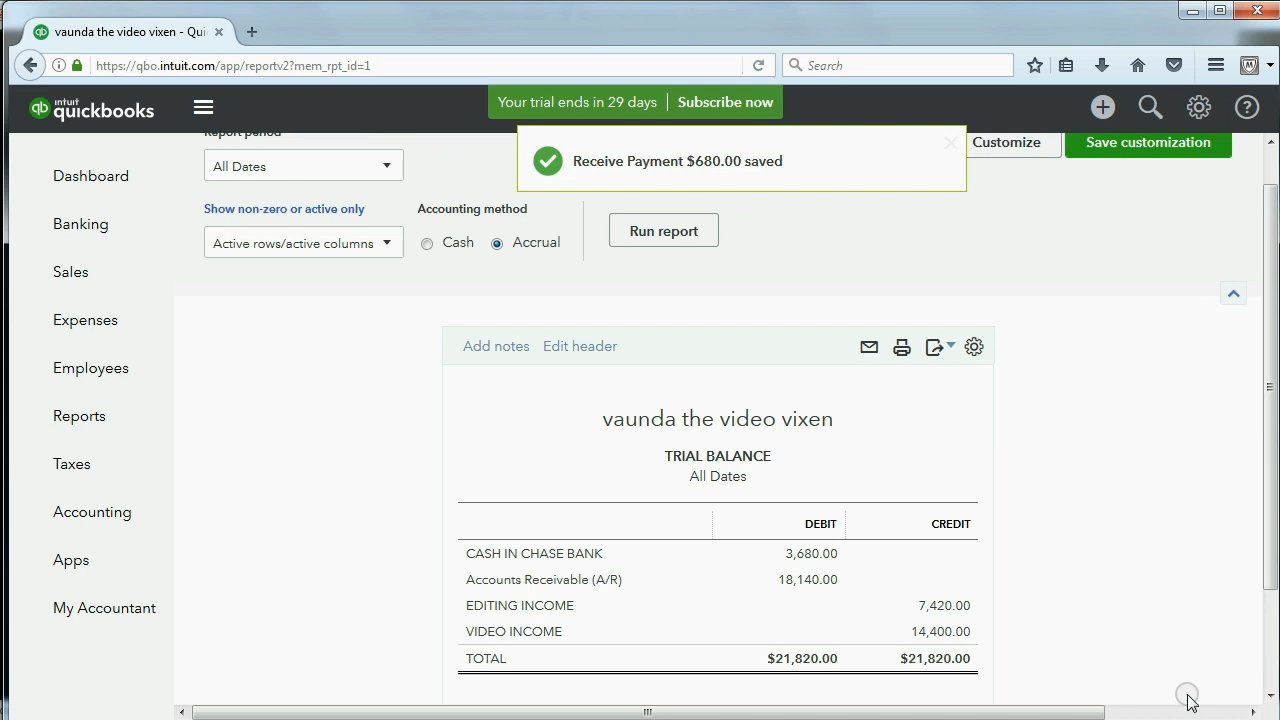 vaunda the video vixen - Qui
https://qbo.intuit.com/app/reportv2?mem_rpt_id=1
Search
intuit
quickbooks
Your trial ends in 29 days
Subscribe now
Report period
Receive Payment $680.00 saved
Customize
Save customization
All Dates
Dashboard
Show non-zero or active only
Accounting method
Banking
Active rows/active columns
Cash
Accrual
Run report
Sales
Expenses
Add notes
Edit header
Employees
Reports
vaunda the video vixen
TRIAL BALANCE
All Dates
Taxes
Accounting
DEBIT CREDIT
CASH IN CHASE BANK 3,680.00
Apps
Accounts Receivable (A/R) 18,140.00
EDITING INCOME 7,420.00
My Accountant
VIDEO INCOME 14,400.00
TOTAL $21,820.00 $21,820.00